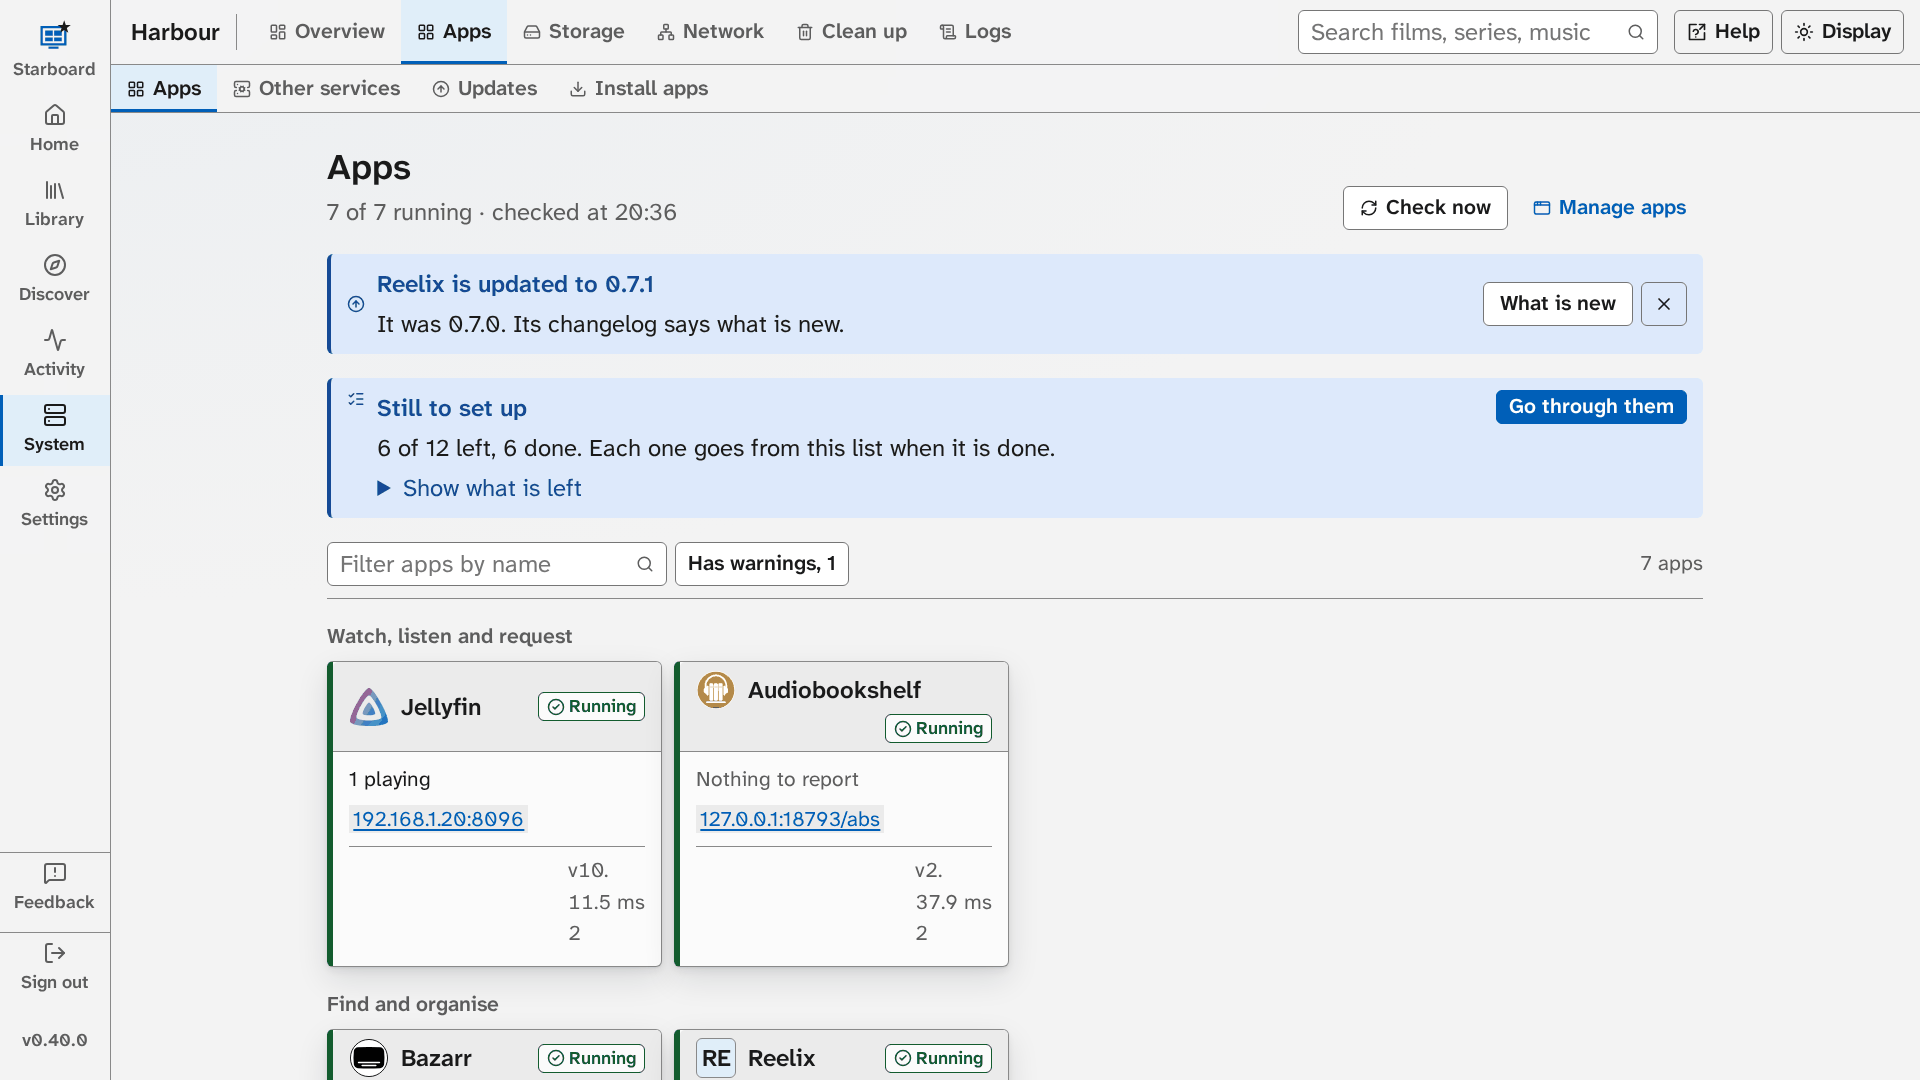 Starboard
Home
Library
Discover
Activity
System
Settings
Feedback
Sign out
v0.40.0
Harbour
Overview
Apps
Storage
Network
Clean up
Logs
Search films, series, music
Help
Display
Apps
Other services
Updates
Install apps
Apps
7 of 7 running · checked at 20:36
Check now
Manage apps
Reelix is updated to 0.7.1
It was 0.7.0. Its changelog says what is new.
What is new
Still to set up
6 of 12 left, 6 done. Each one goes from this list when it is done.
Show what is left
Go through them
Filter apps by name
Has warnings, 1
7 apps
Watch, listen and request
Jellyfin
Running
1 playing
192.168.1.20:8096
v10.
11.5 ms
2
Audiobookshelf
Running
Nothing to report
127.0.0.1:18793/abs
v2.
37.9 ms
2
Find and organise
Bazarr
Running
RE
Reelix
Running